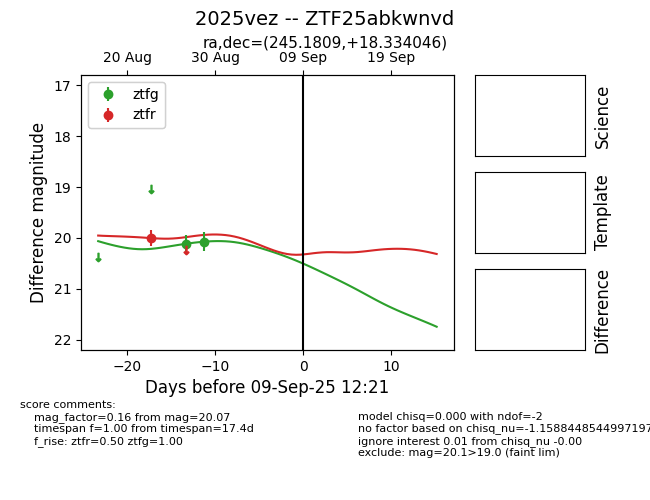 2025vez -- ZTF25abkwnvd
ra,dec=(245.1809,+18.334046)
20 Aug 30 Aug 09 Sep 19 Sep
ztfg
ztfr
17
18
19
20
21
22
Difference magnitude
−20 −10 0 10
Days before 09-Sep-25 12:21
Science
Template
Difference
score comments:
mag_factor=0.16 from mag=20.07
timespan f=1.00 from timespan=17.4d
f_rise: ztfr=0.50 ztfg=1.00
model chisq=0.000 with ndof=-2
no factor based on chisq_nu=-1.1588448544997197
ignore interest 0.01 from chisq_nu -0.00
exclude: mag=20.1>19.0 (faint lim)